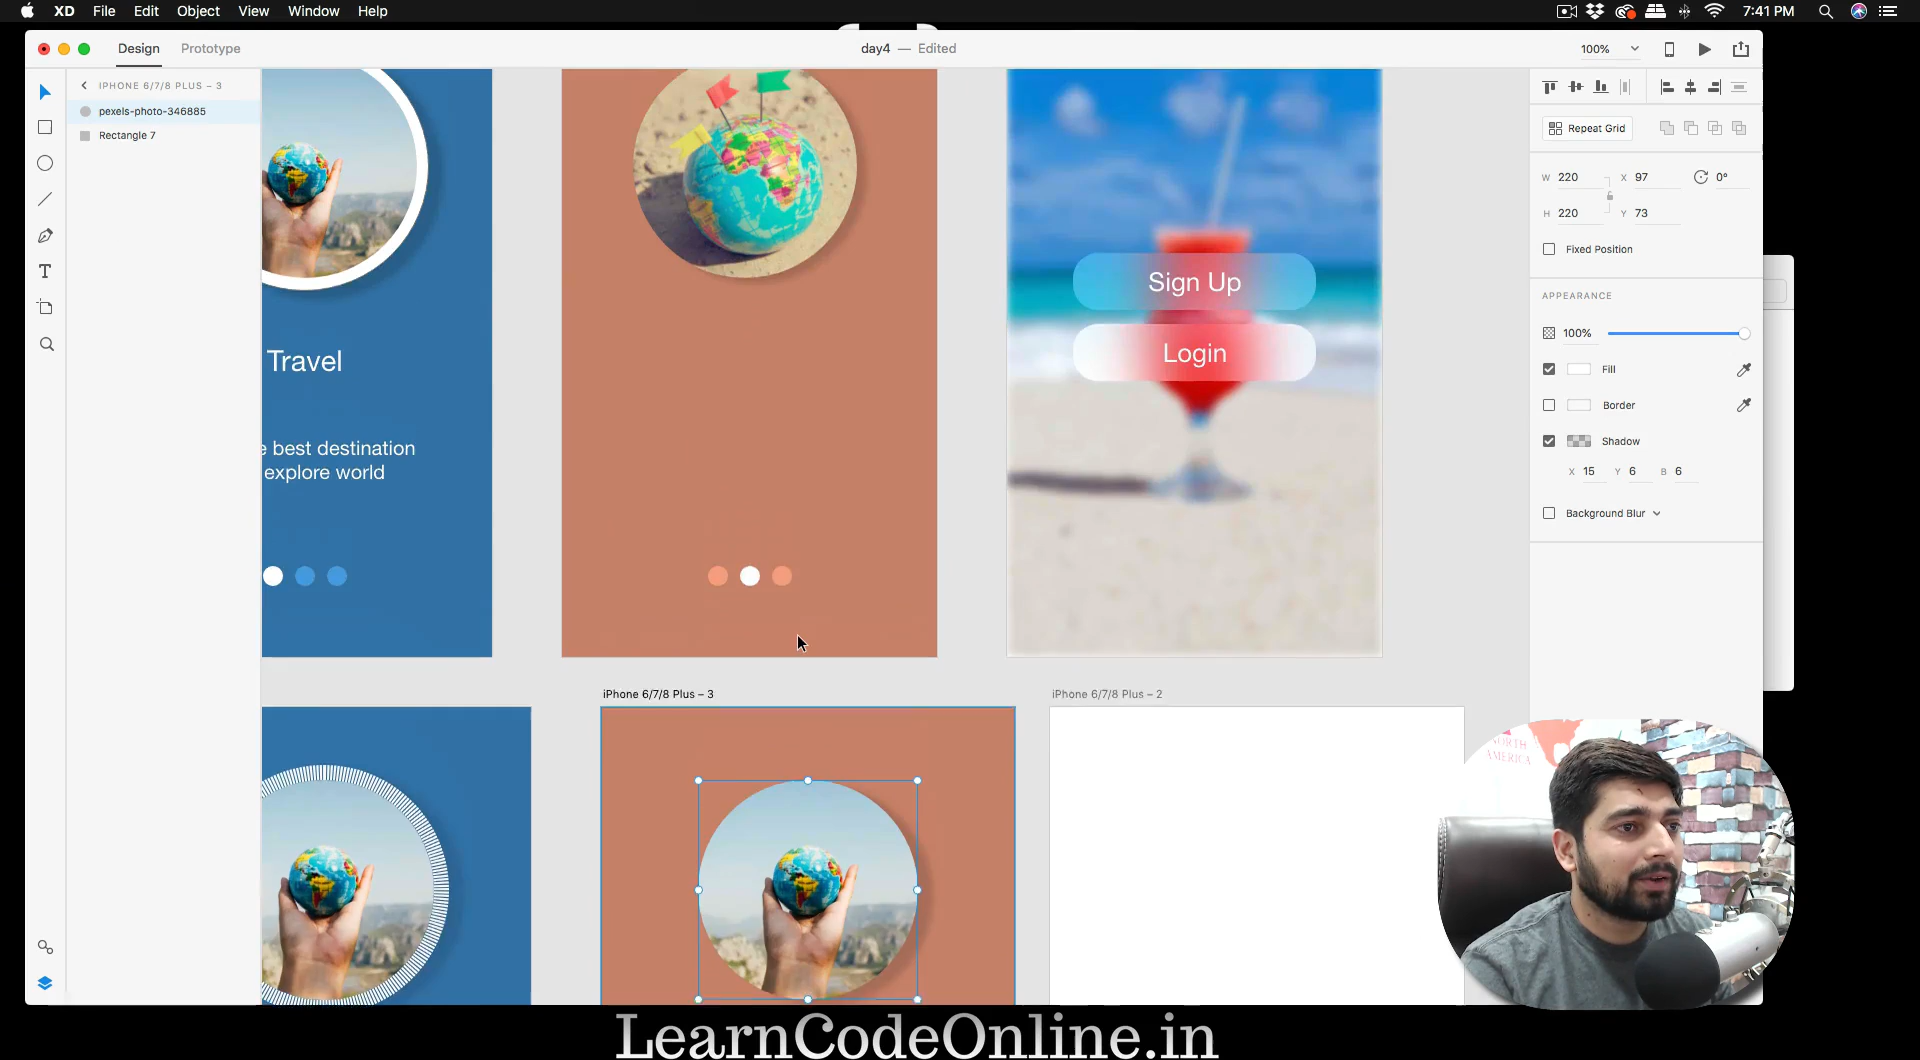 XD File Edit Object View Window Help
7:41 PM
Design Prototype
day4 — Edited
100%
IPHONE 6/7/8 PLUS – 3
pexels-photo-346885
Rectangle 7
Travel
best destination
explore world
Sign Up
Login
iPhone 6/7/8 Plus – 3
iPhone 6/7/8 Plus – 2
Repeat Grid
W 220 X 97 0°
H 220 Y 73
Fixed Position
APPEARANCE
100%
Fill
Border
Shadow
X 15 Y 6 B 6
Background Blur
NORTH
AMERICA
LearnCodeOnline.in